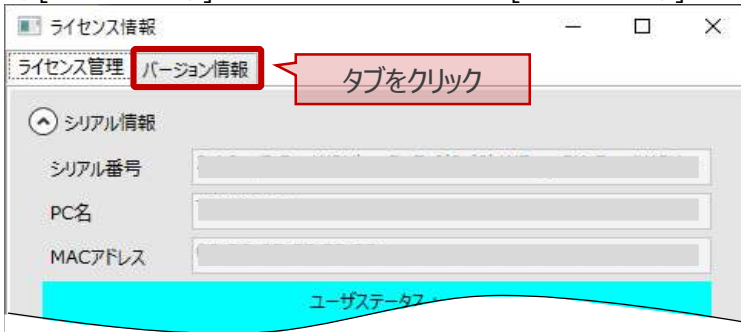 ライセンス情報
ライセンス管理 バージョン情報
タブをクリック
シリアル情報
シリアル番号
PC名
MACアドレス
ユーザステータス：